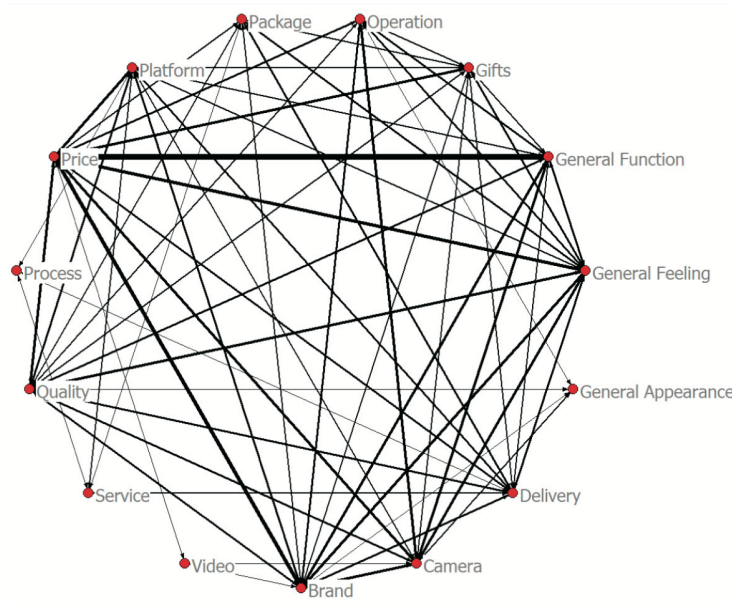 Package
Operation
Platform
Gifts
Price
General Function
Process
General Feeling
Quality
General Appearance
Service
Delivery
Video
Camera
Brand